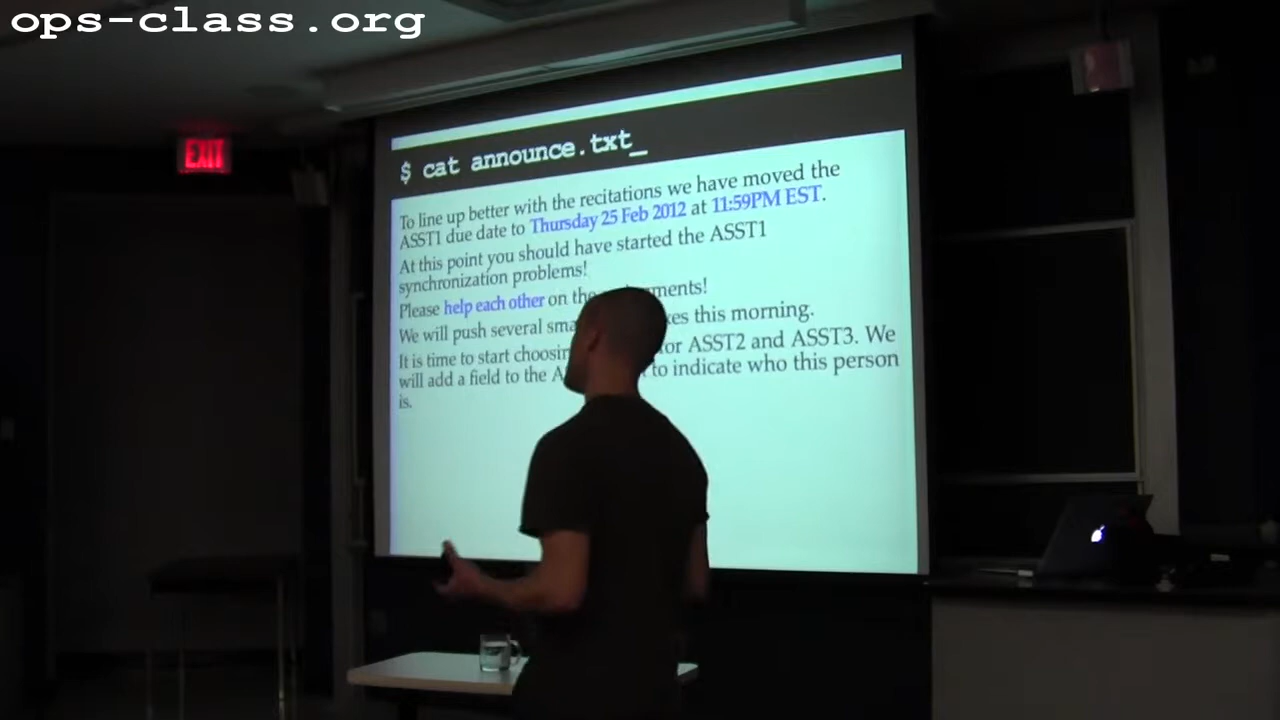 ops-class.org
EXIT
$ cat announce.txt_
To line up better with the recitations we have moved the
ASST1 due date to Thursday 25 Feb 2012 at 11:59PM EST.
At this point you should have started the ASST1
synchronization problems!
Please help each other on the
We will push several this morning.
It is time to start for ASST2 and ASST3. We
will add a field to the to indicate who this person
is.